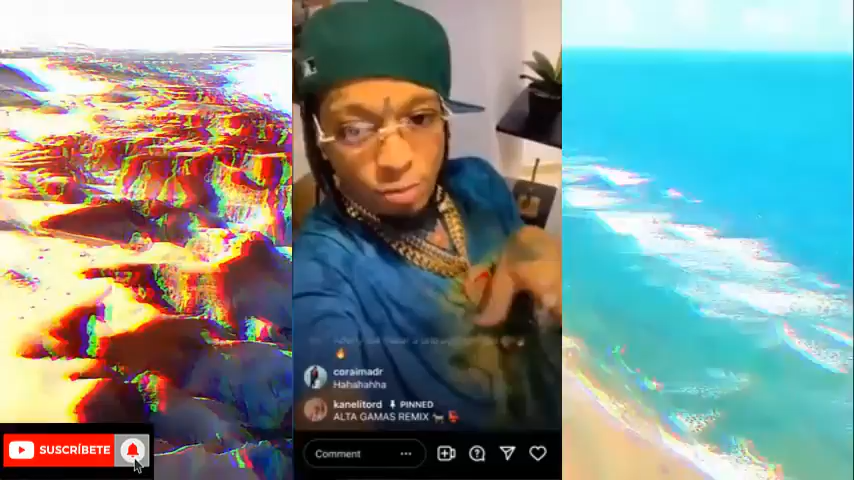 coraimadr
Hahahahha
kanelitord PINNED
ALTA GAMAS REMIX
Comment
SUSCRÍBETE